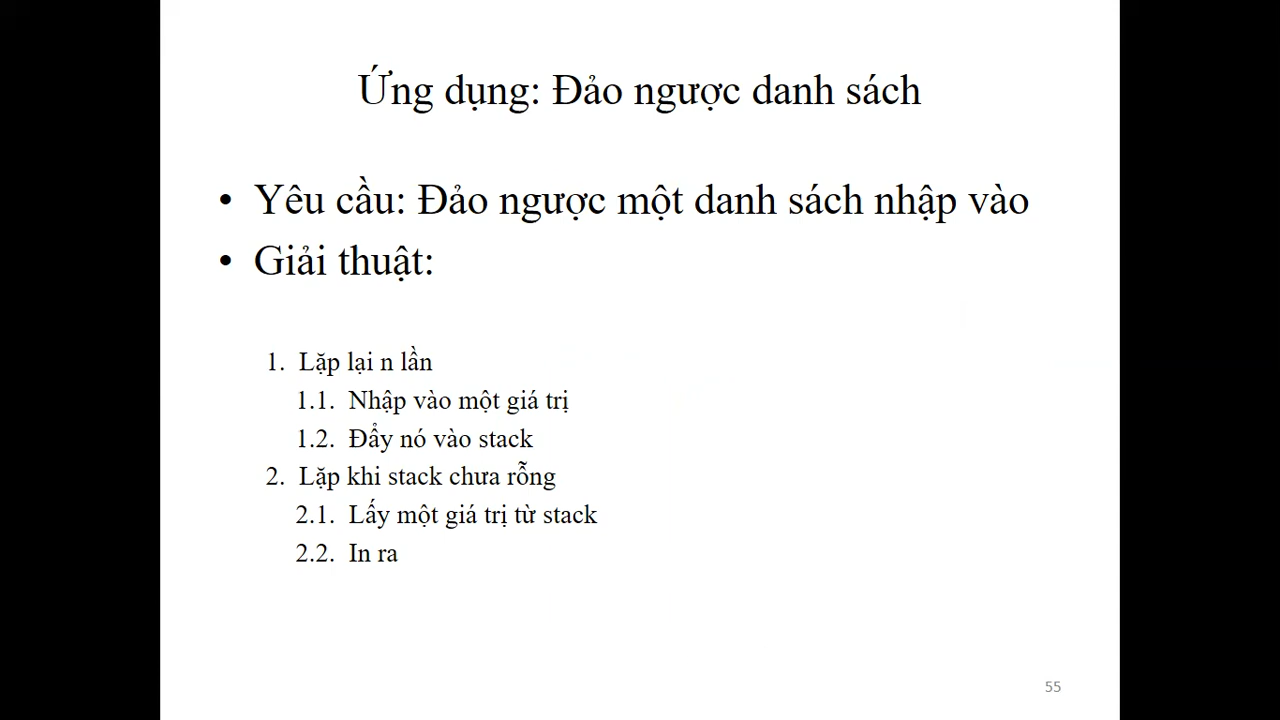 Ứng dụng: Đảo ngược danh sách
• Yêu cầu: Đảo ngược một danh sách nhập vào
• Giải thuật:
1. Lặp lại n lần
1.1. Nhập vào một giá trị
1.2. Đẩy nó vào stack
2. Lặp khi stack chưa rỗng
2.1. Lấy một giá trị từ stack
2.2. In ra
55